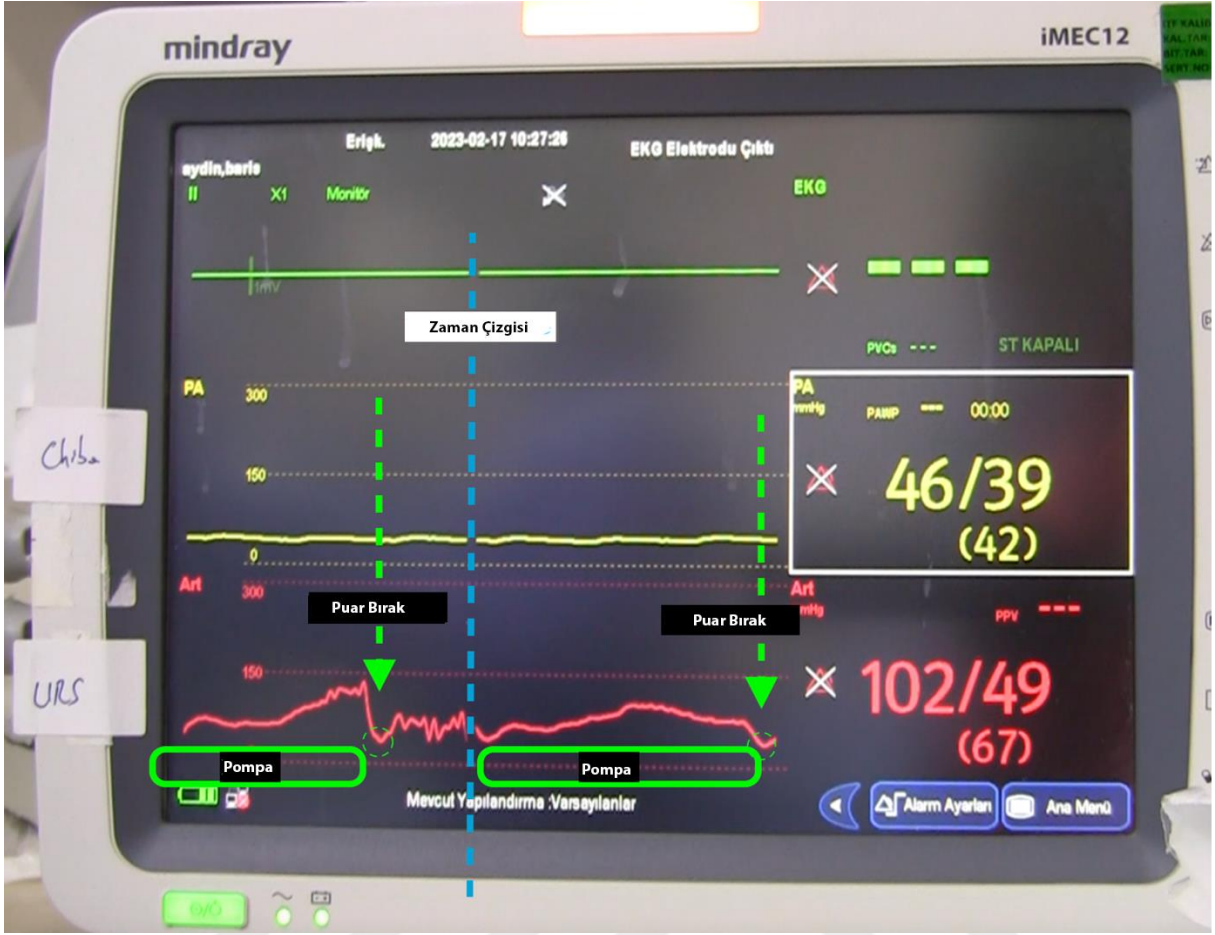 mindray
iMEC12
Erişk. 2023-02-17 10:27:26 EKG Elektrodu Çıktı
aydin,baris
II X1 Monitör
EKG
1mV
Zaman Çizgisi
PVCs --- ST KAPALI
PA 300
PA
mmHg
PAWP --- 00:00
Chiba
150
46/39
(42)
0
Art 300
Art
mmHg
PPV ---
Puar Bırak
Puar Bırak
URS
150
102/49
(67)
Pompa
Pompa
Mevcut Yapılandırma :Varsayılanlar
Alarm Ayarları
Ana Menü